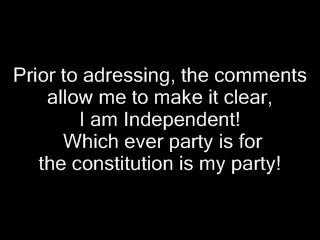 Prior to adressing, the comments
allow me to make it clear,
I am Independent!
Which ever party is for
the constitution is my party!